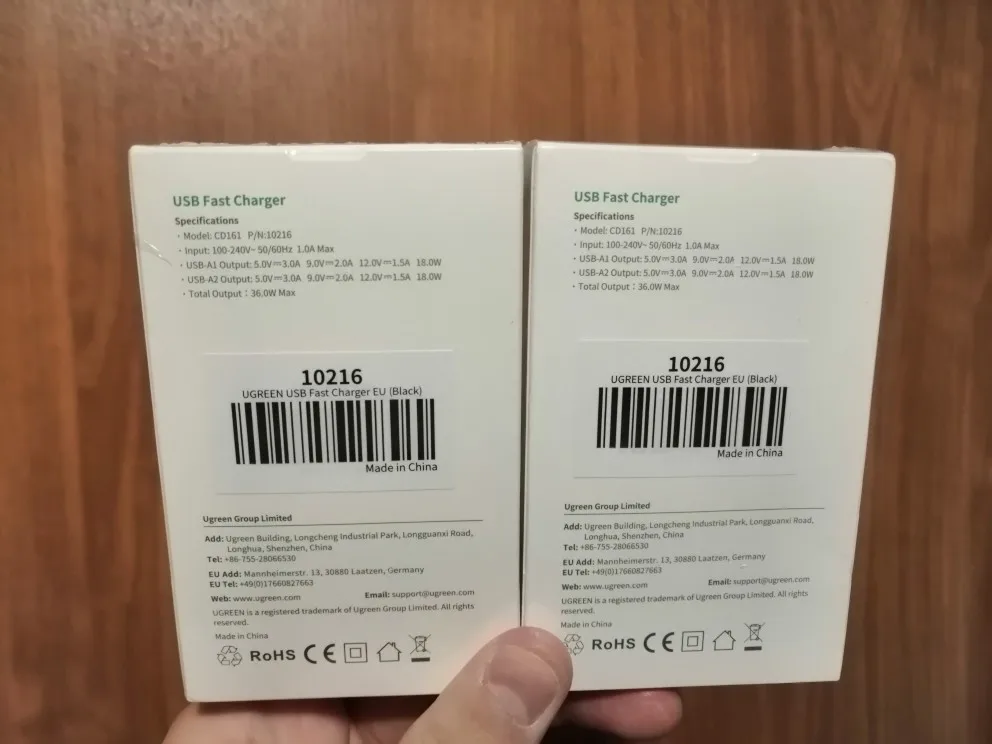 USB Fast Charger
Specifications
· Model: CD161 P/N:10216
· Input: 100-240V~ 50/60Hz 1.0A Max
· USB-A1 Output: 5.0V⎓3.0A 9.0V⎓2.0A 12.0V⎓1.5A 18.0W
· USB-A2 Output: 5.0V⎓3.0A 9.0V⎓2.0A 12.0V⎓1.5A 18.0W
· Total Output：36.0W Max
10216
UGREEN USB Fast Charger EU (Black)
Made in China
Ugreen Group Limited
Add: Ugreen Building, Longcheng Industrial Park, Longguanxi Road,
Longhua, Shenzhen, China
Tel: +86-755-28066530
EU Add: Mannheimerstr. 13, 30880 Laatzen, Germany
EU Tel: +49(0)17660827663
Web: www.ugreen.com Email: support@ugreen.com
UGREEN is a registered trademark of Ugreen Group Limited. All rights
reserved.
Made in China
RoHS CE
USB Fast Charger
Specifications
· Model: CD161 P/N:10216
· Input: 100-240V~ 50/60Hz 1.0A Max
· USB-A1 Output: 5.0V⎓3.0A 9.0V⎓2.0A 12.0V⎓1.5A 18.0W
· USB-A2 Output: 5.0V⎓3.0A 9.0V⎓2.0A 12.0V⎓1.5A 18.0W
· Total Output：36.0W Max
10216
UGREEN USB Fast Charger EU (Black)
Made in China
Ugreen Group Limited
Add: Ugreen Building, Longcheng Industrial Park, Longguanxi Road,
Longhua, Shenzhen, China
Tel: +86-755-28066530
EU Add: Mannheimerstr. 13, 30880 Laatzen, Germany
EU Tel: +49(0)17660827663
Web: www.ugreen.com Email: support@ugreen.com
UGREEN is a registered trademark of Ugreen Group Limited. All rights
reserved.
Made in China
RoHS CE